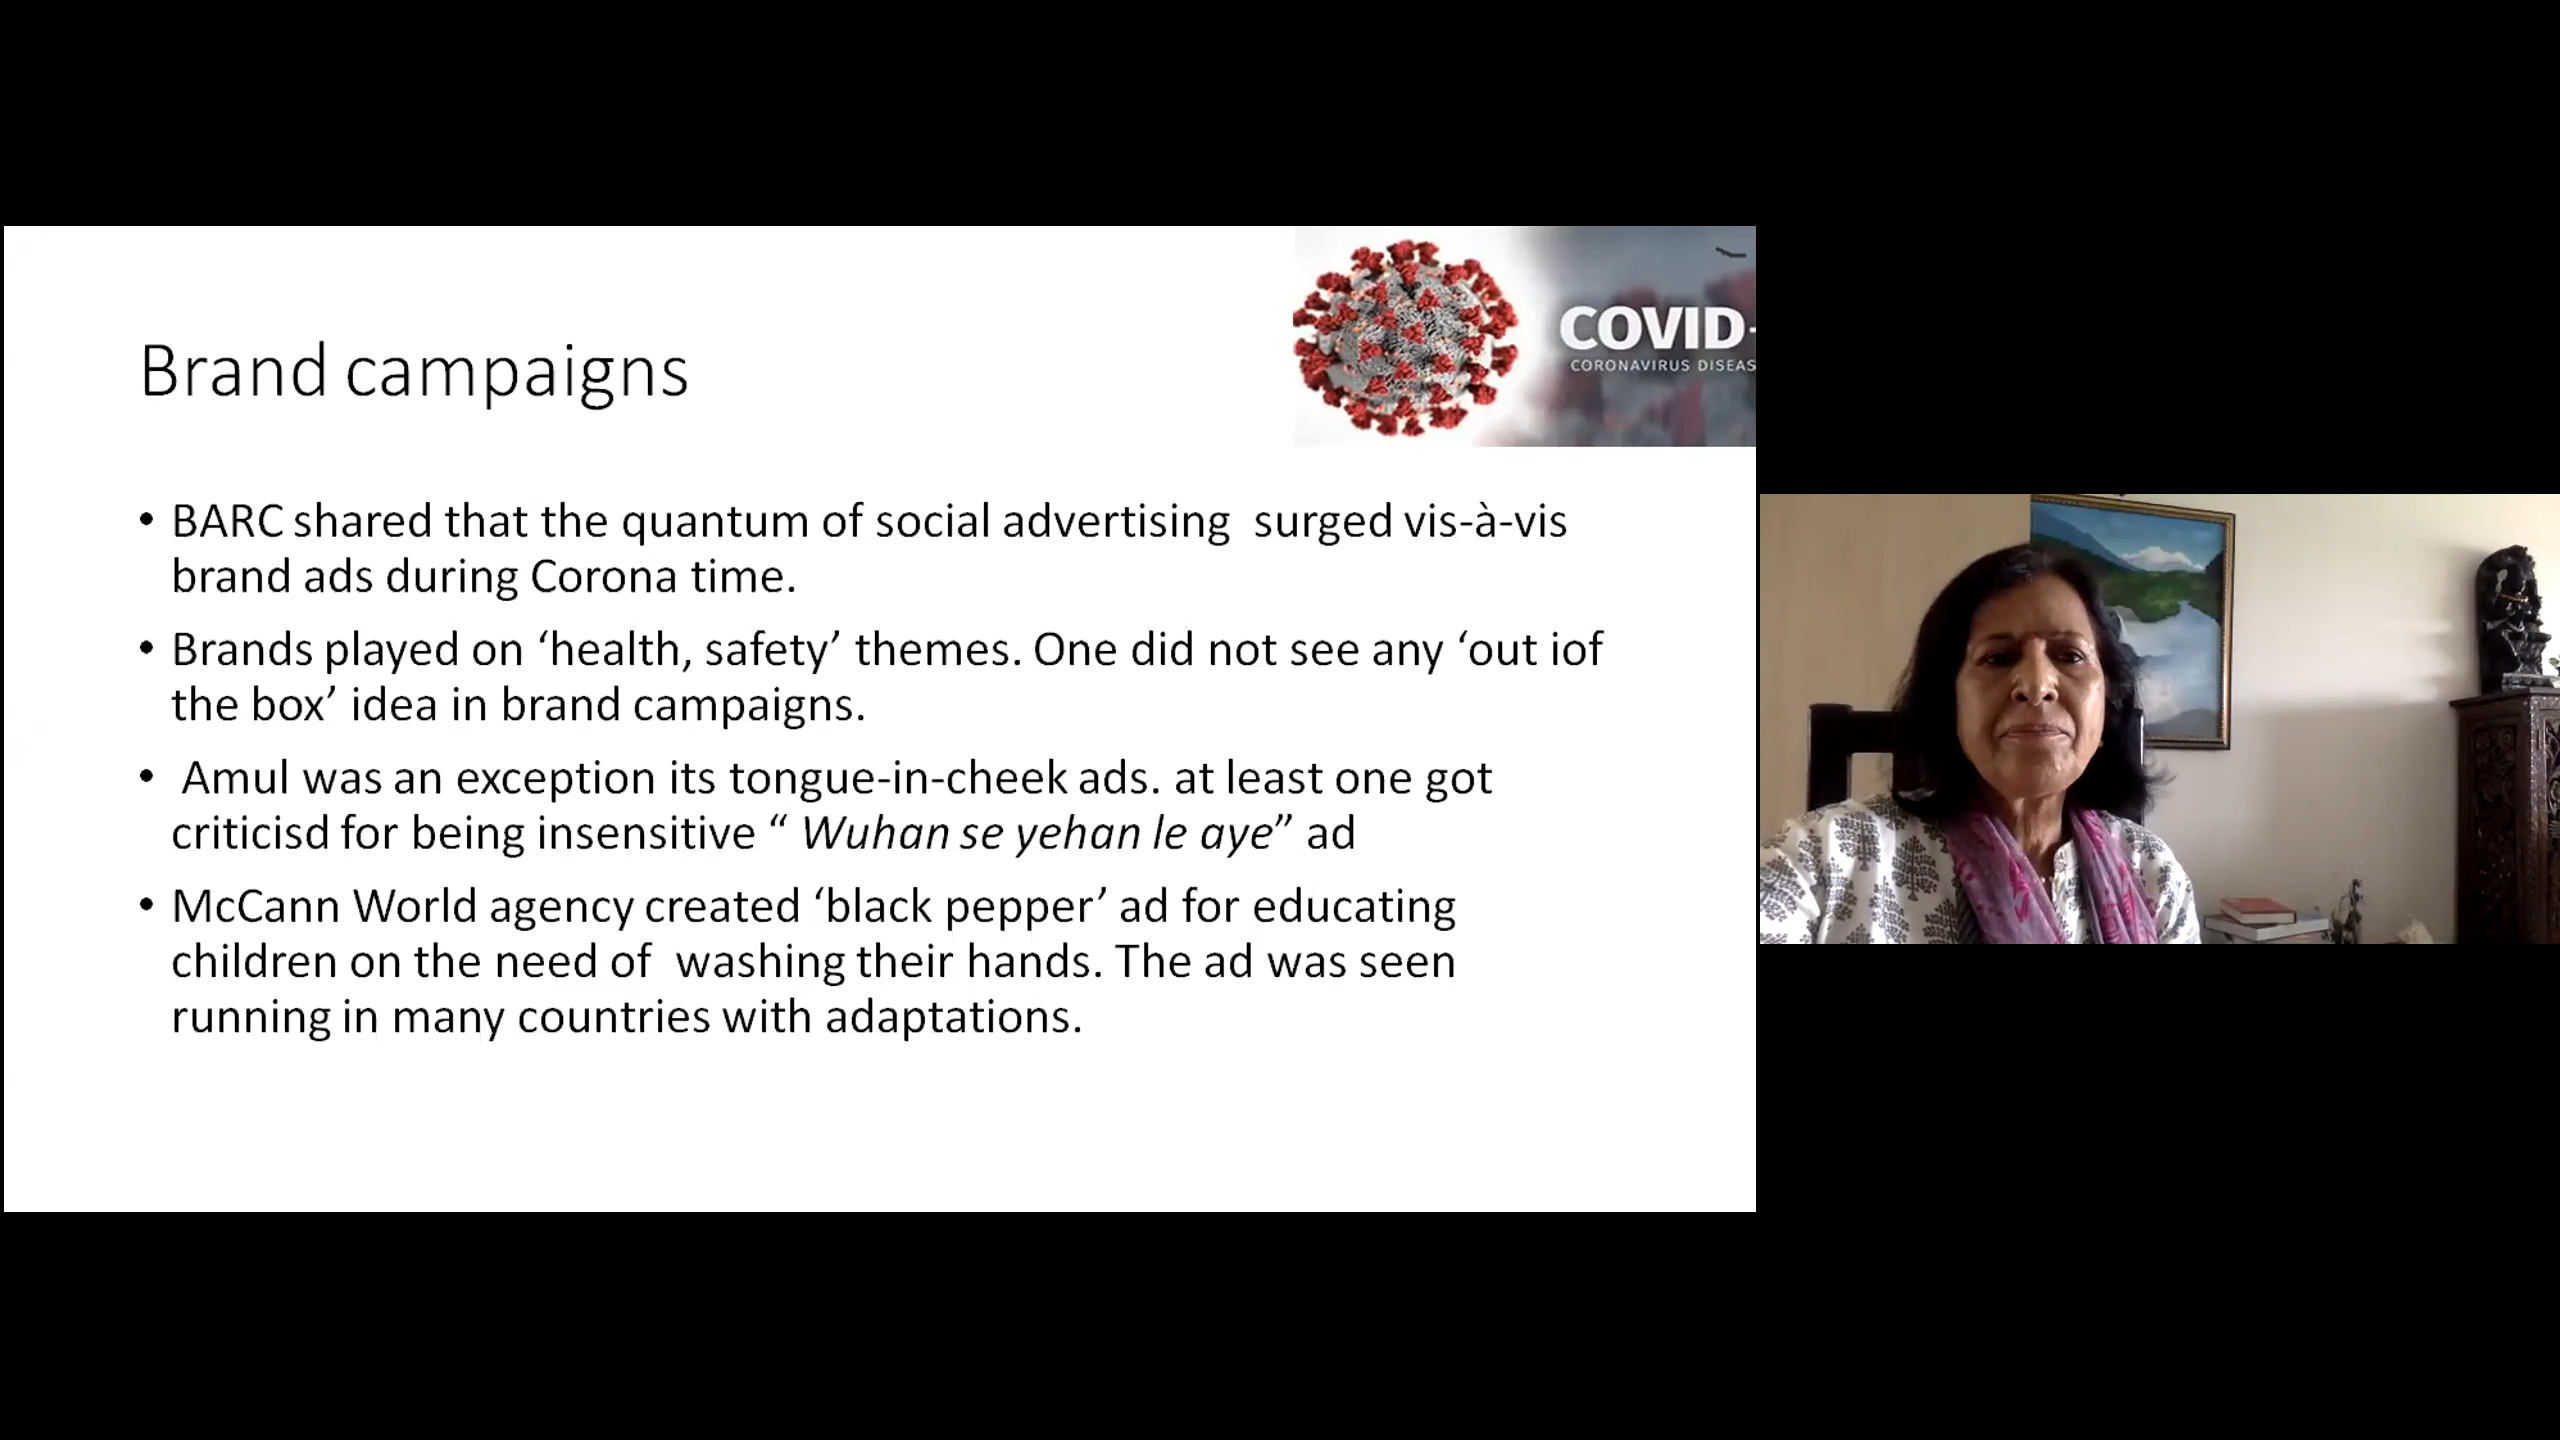 COVID-
CORONAVIRUS DISEAS
Brand campaigns
• BARC shared that the quantum of social advertising  surged vis-à-vis
brand ads during Corona time.
• Brands played on ‘health, safety’ themes. One did not see any ‘out iof
the box’ idea in brand campaigns.
•  Amul was an exception its tongue-in-cheek ads. at least one got
criticisd for being insensitive “ Wuhan se yehan le aye” ad
• McCann World agency created ‘black pepper’ ad for educating
children on the need of  washing their hands. The ad was seen
running in many countries with adaptations.